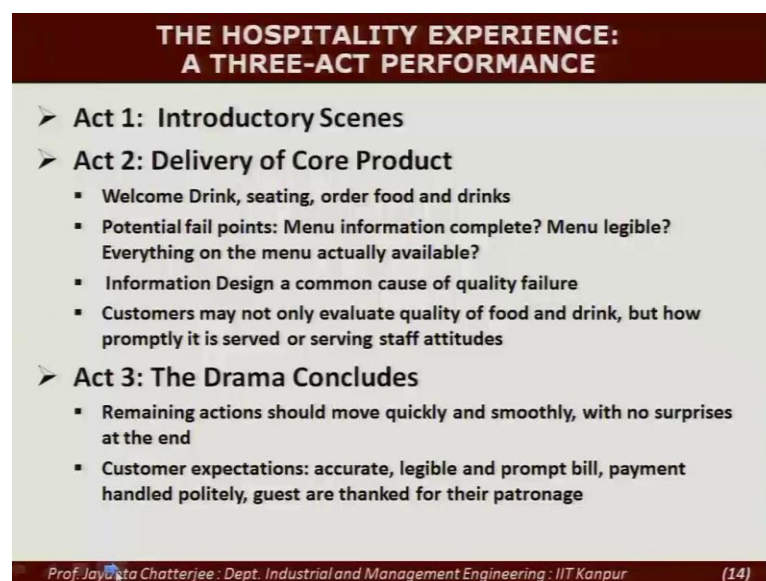 THE HOSPITALITY EXPERIENCE:
A THREE-ACT PERFORMANCE
➤ Act 1: Introductory Scenes
➤ Act 2: Delivery of Core Product
▪ Welcome Drink, seating, order food and drinks
▪ Potential fail points: Menu information complete? Menu legible?
Everything on the menu actually available?
▪ Information Design a common cause of quality failure
▪ Customers may not only evaluate quality of food and drink, but how
promptly it is served or serving staff attitudes
➤ Act 3: The Drama Concludes
▪ Remaining actions should move quickly and smoothly, with no surprises
at the end
▪ Customer expectations: accurate, legible and prompt bill, payment
handled politely, guest are thanked for their patronage
Prof. Chatterjee : Dept. Industrial and Management Engineering : IIT Kanpur (14)